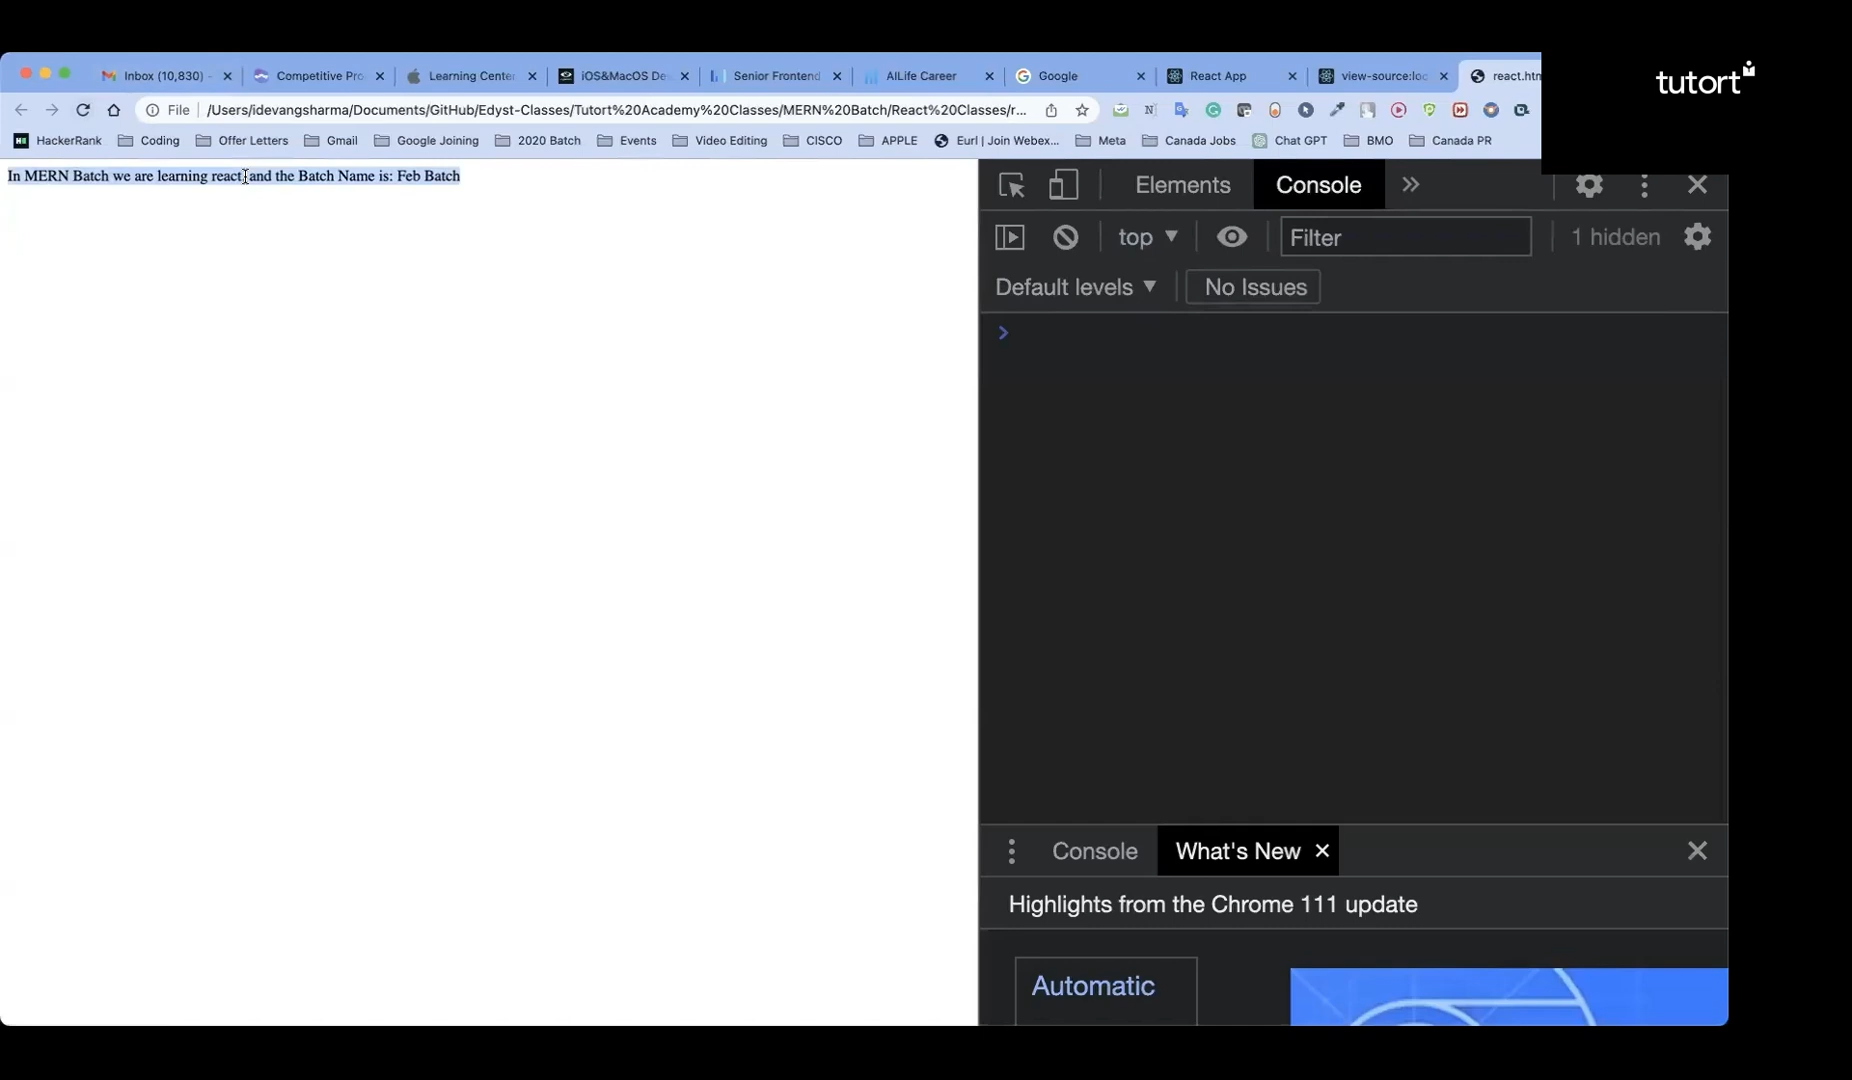 tutort
Inbox (10,830) -
Competitive Pro
Learning Cente
iOS&MacOS De
Senior Frontend
AILife Career
Google
React App
view-source:loc
react.htm
File
/Users/idevangsharma/Documents/GitHub/Edyst-Classes/Tutort%20Academy%20Classes/MERN%20Batch/React%20Classes/r...
HackerRank
Coding
Offer Letters
Gmail
Google Joining
2020 Batch
Events
Video Editing
CISCO
APPLE
Eurl | Join Webex...
Meta
Canada Jobs
Chat GPT
BMO
Canada PR
In MERN Batch we are learning react and the Batch Name is: Feb Batch
Elements
Console
top
Filter
1 hidden
Default levels
No Issues
Console
What's New
Highlights from the Chrome 111 update
Automatic